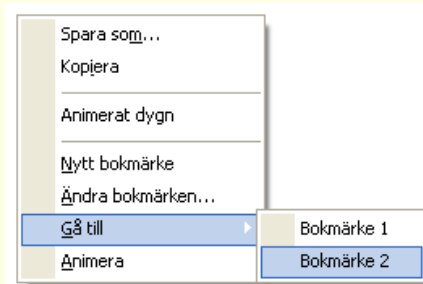 Spara som...
Kopiera
Animerat dygn
Nytt bokmärke
Ändra bokmärken...
Gå till
Bokmärke 1
Animera
Bokmärke 2